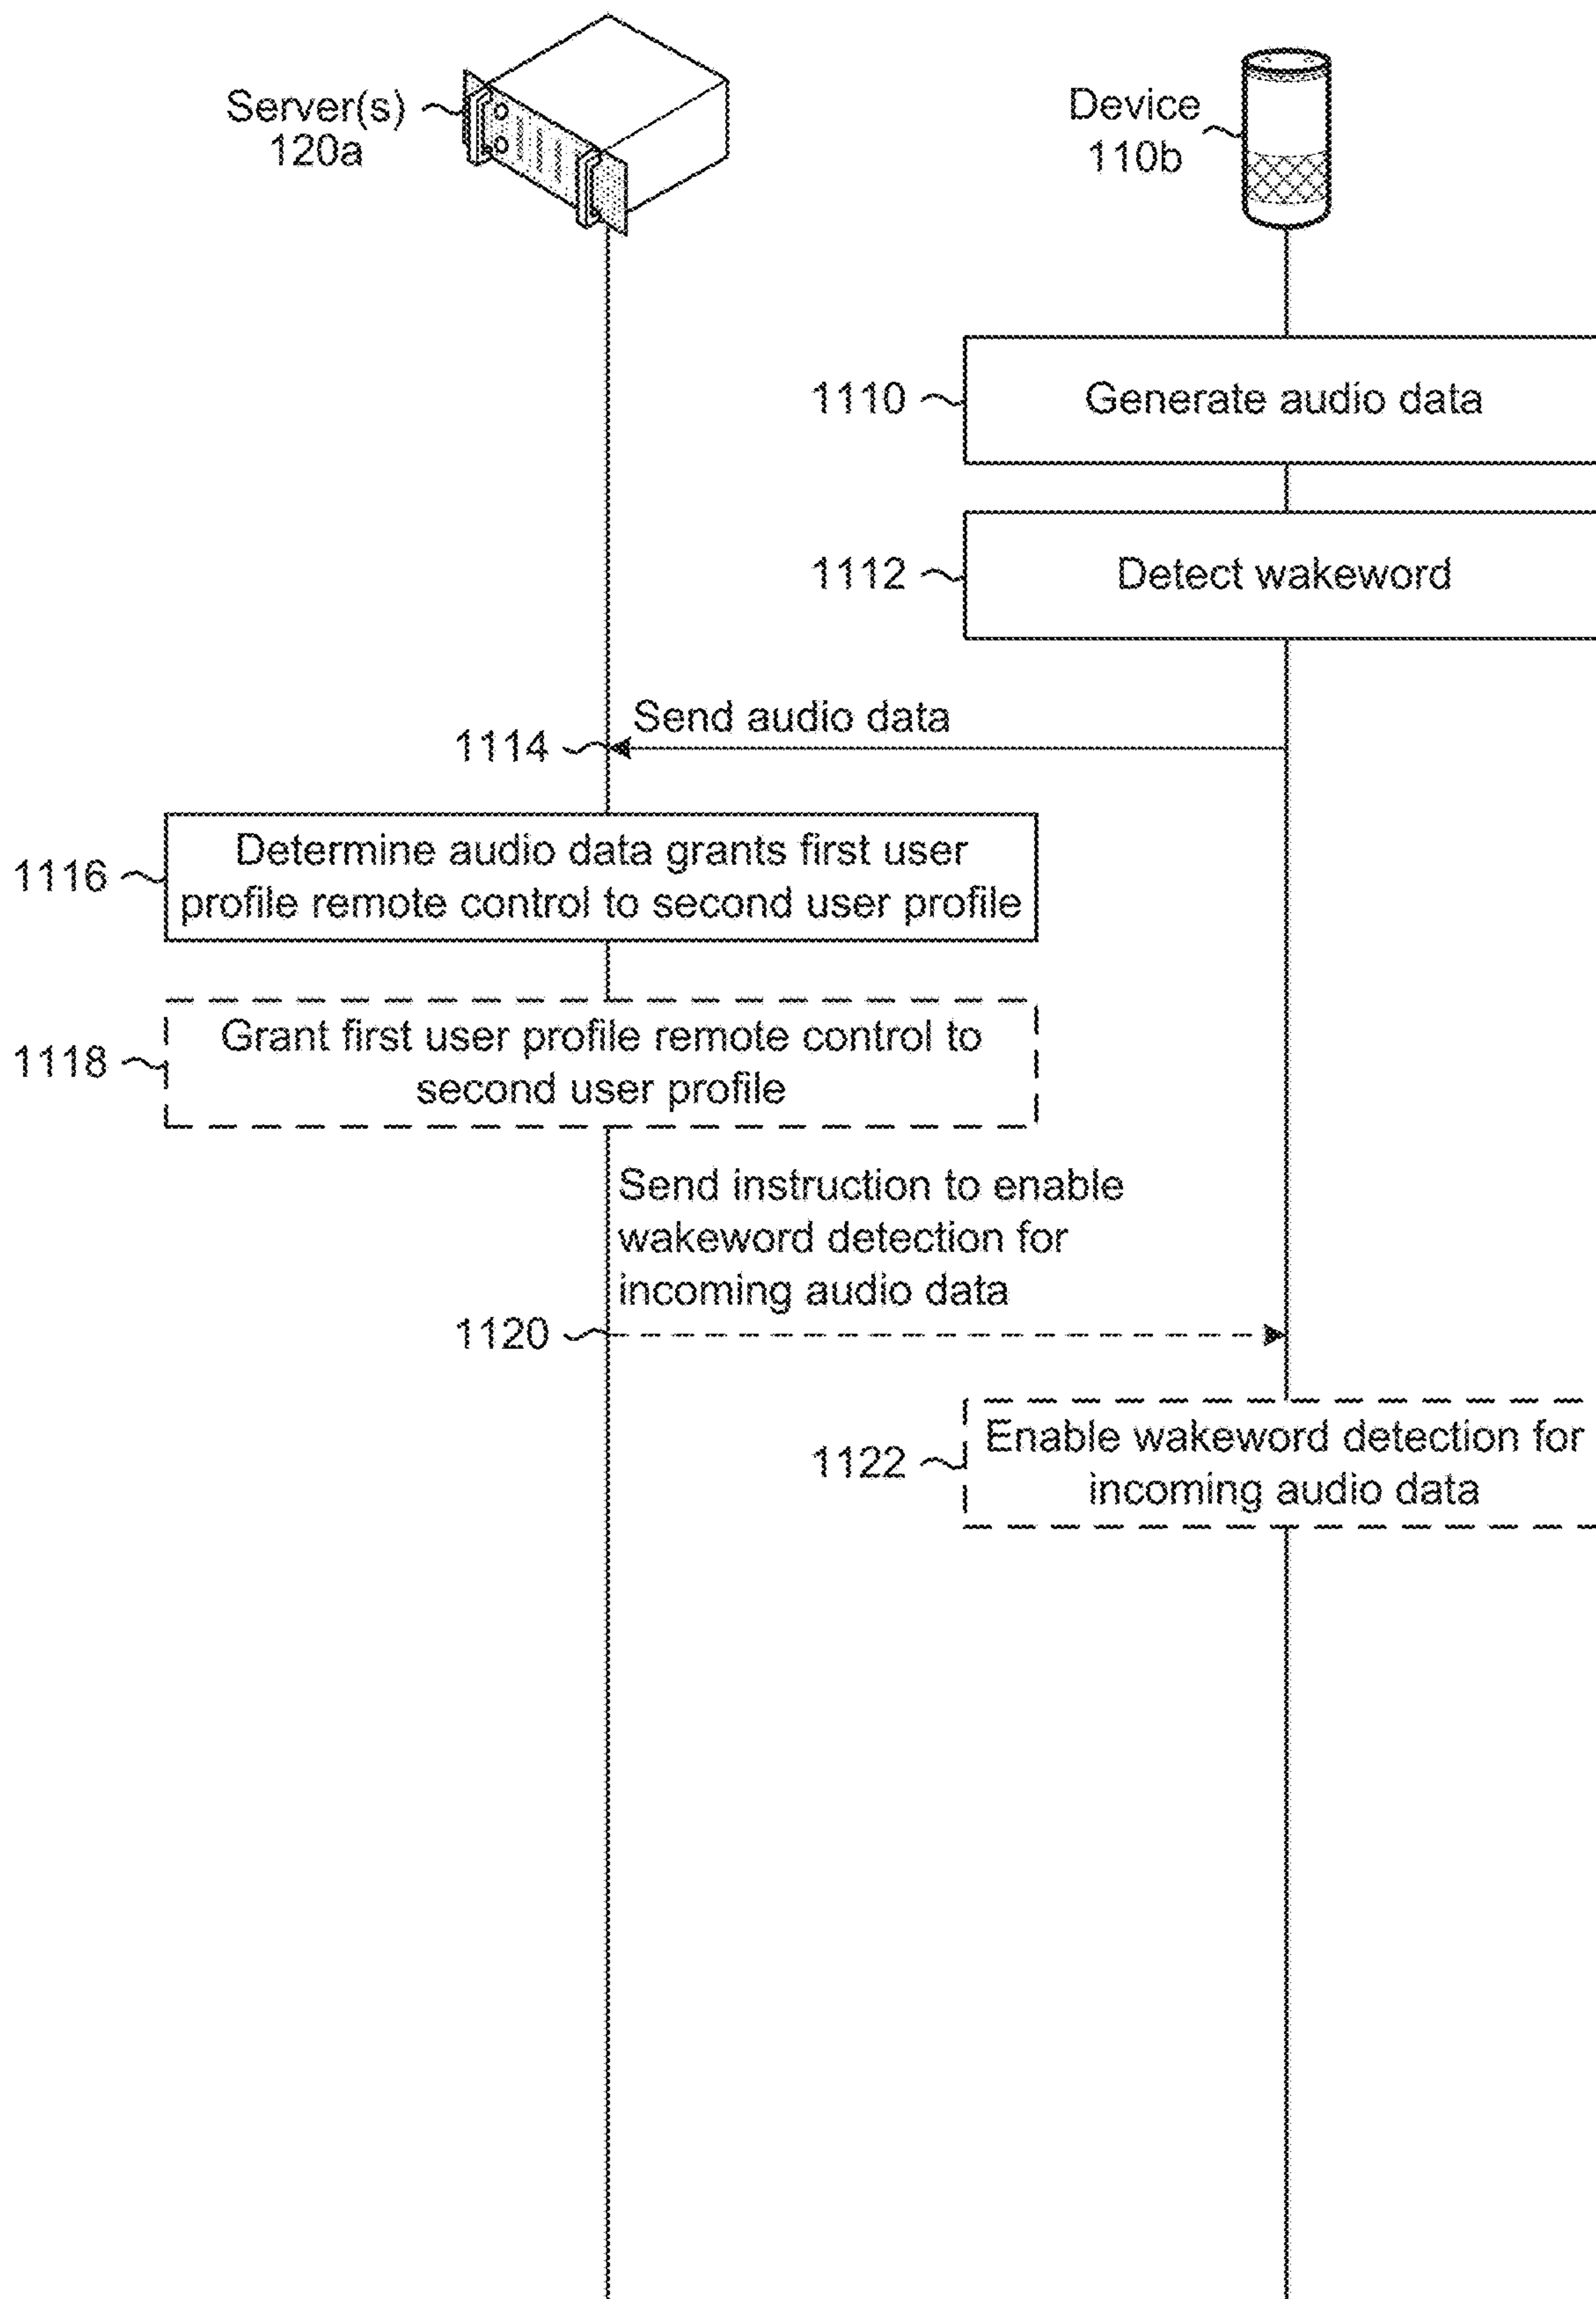 Server(s)
120a
Device
110b
1110
Generate audio data
1112
Detect wakeword
Send audio data
1114
1116
Determine audio data grants first user
profile remote control to second user profile
1118
Grant first user profile remote control to
second user profile
Send instruction to enable
wakeword detection for
incoming audio data
1120
1122
Enable wakeword detection for
incoming audio data